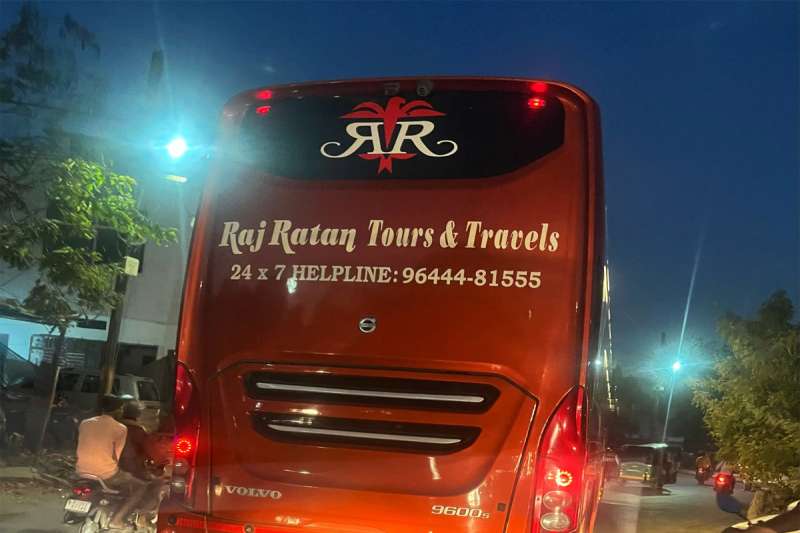 RR
Raj Ratan Tours & Travels
24 x 7 HELPLINE: 96444-81555
VOLVO
9600s